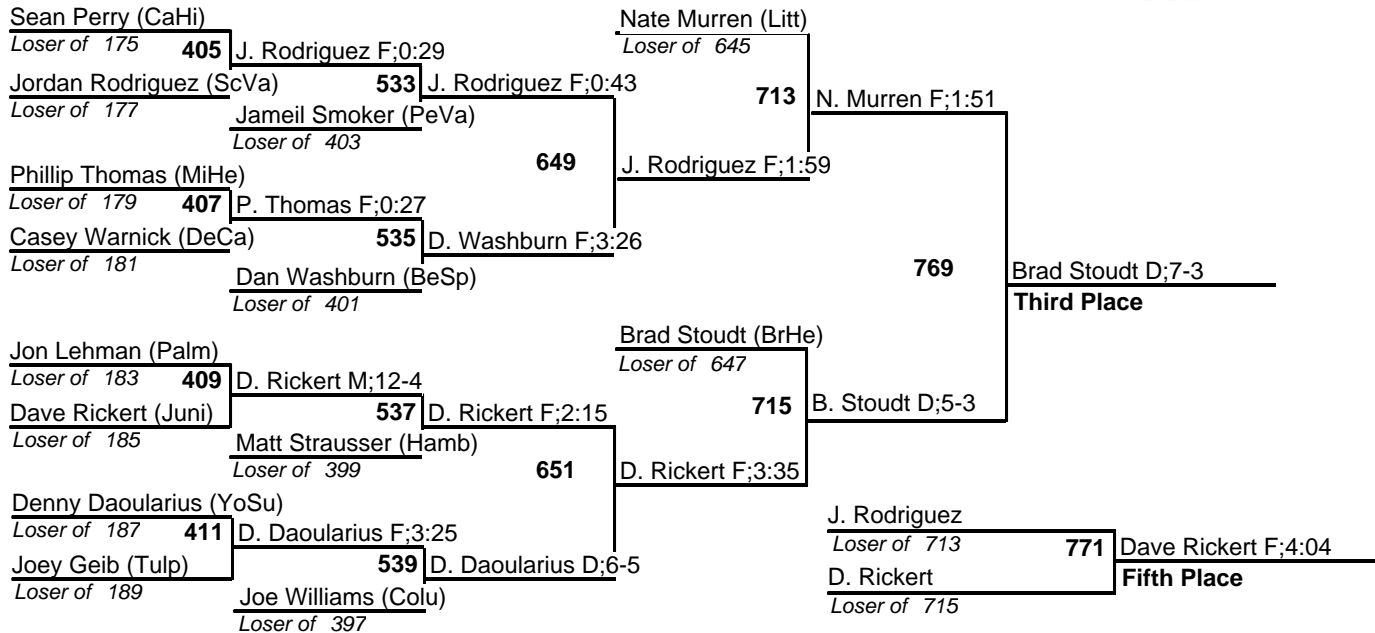 Sean Perry (CaHi)
Loser of 175
405
J. Rodriguez F;0:29
Jordan Rodriguez (ScVa)
Loser of 177
533
J. Rodriguez F;0:43
Jameil Smoker (PeVa)
Loser of 403
Phillip Thomas (MiHe)
Loser of 179
407
P. Thomas F;0:27
Casey Warnick (DeCa)
Loser of 181
535
D. Washburn F;3:26
Dan Washburn (BeSp)
Loser of 401
649
J. Rodriguez F;1:59
Nate Murren (Litt)
Loser of 645
713
N. Murren F;1:51
Jon Lehman (Palm)
Loser of 183
409
D. Rickert M;12-4
Dave Rickert (Juni)
Loser of 185
537
D. Rickert F;2:15
Matt Strausser (Hamb)
Loser of 399
Denny Daoularius (YoSu)
Loser of 187
411
D. Daoularius F;3:25
Joey Geib (Tulp)
Loser of 189
539
D. Daoularius D;6-5
Joe Williams (Colu)
Loser of 397
651
D. Rickert F;3:35
Brad Stoudt (BrHe)
Loser of 647
715
B. Stoudt D;5-3
769
Brad Stoudt D;7-3
Third Place
J. Rodriguez
Loser of 713
771
Dave Rickert F;4:04
D. Rickert
Loser of 715
Fifth Place